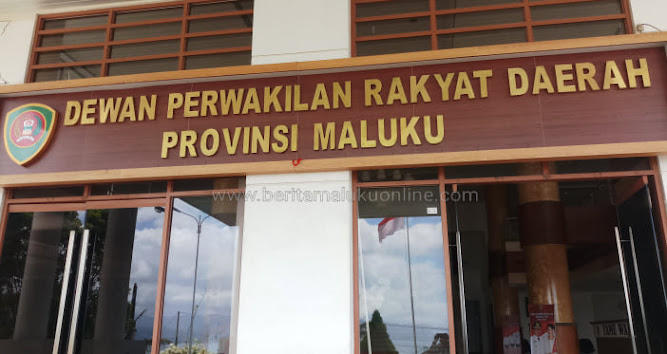 DEWAN PERWAKILAN RAKYAT DAERAH
PROVINSI MALUKU
www.beritamalukuonline.com